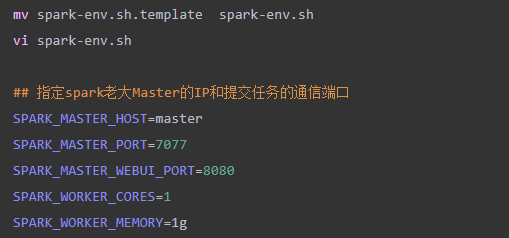 mv spark-env.sh.template  spark-env.sh
vi spark-env.sh
## 指定spark老大Master的IP和提交任务的通信端口
SPARK_MASTER_HOST=master
SPARK_MASTER_PORT=7077
SPARK_MASTER_WEBUI_PORT=8080
SPARK_WORKER_CORES=1
SPARK_WORKER_MEMORY=1g